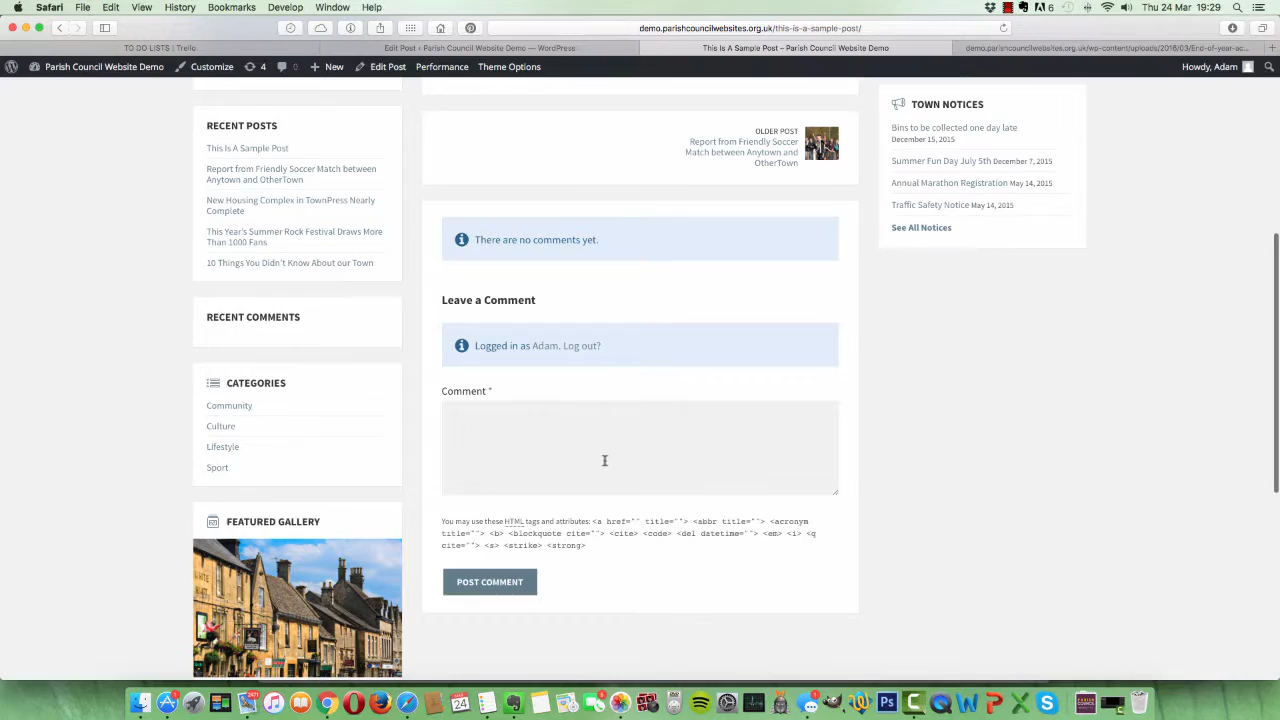 Safari File Edit View History Bookmarks Develop Window Help
6 Thu 24 Mar 19:29
demo.parishcouncilwebsites.org.uk/this-is-a-sample-post/
TO DO LISTS | Trello
Edit Post ‹ Parish Council Website Demo — WordPress
This Is A Sample Post – Parish Council Website Demo
demo.parishcouncilwebsites.org.uk/wp-content/uploads/2016/03/End-of-year-ac...
Parish Council Website Demo Customize 4 0 New Edit Post Performance Theme Options Howdy, Adam
RECENT POSTS
This Is A Sample Post
Report from Friendly Soccer Match between
Anytown and OtherTown
New Housing Complex in TownPress Nearly
Complete
This Year's Summer Rock Festival Draws More
Than 1000 Fans
10 Things You Didn't Know About our Town
RECENT COMMENTS
CATEGORIES
Community
Culture
Lifestyle
Sport
FEATURED GALLERY
OLDER POST
Report from Friendly Soccer
Match between Anytown and
OtherTown
There are no comments yet.
Leave a Comment
Logged in as Adam. Log out?
Comment *
You may use these HTML tags and attributes: <a href="" title=""> <abbr title=""> <acronym
title=""> <b> <blockquote cite=""> <cite> <code> <del datetime=""> <em> <i> <q
cite=""> <s> <strike> <strong>
POST COMMENT
TOWN NOTICES
Bins to be collected one day late
December 15, 2015
Summer Fun Day July 5th December 7, 2015
Annual Marathon Registration May 14, 2015
Traffic Safety Notice May 14, 2015
See All Notices